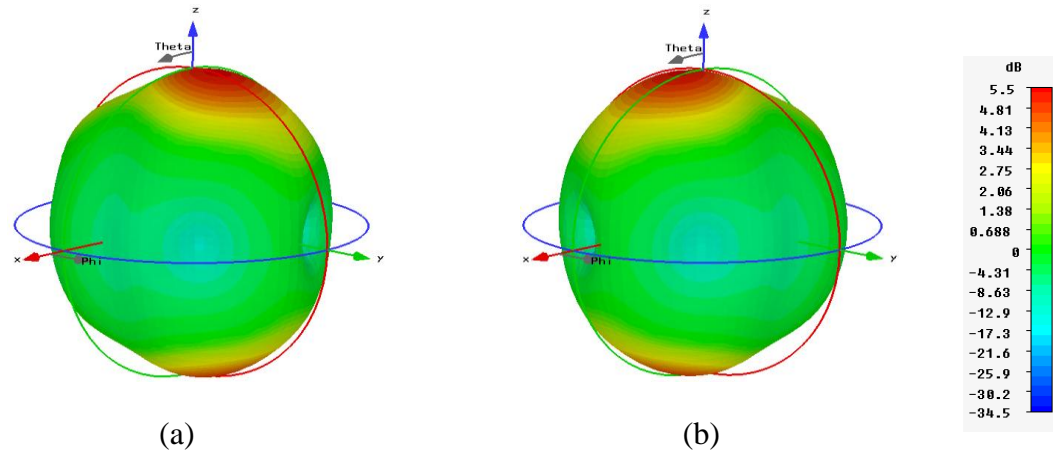 z
Theta
x
Phi
y
(a)
z
Theta
x
Phi
y
(b)
dB
5.5
4.81
4.13
3.44
2.75
2.06
1.38
0.688
0
-4.31
-8.63
-12.9
-17.3
-21.6
-25.9
-30.2
-34.5